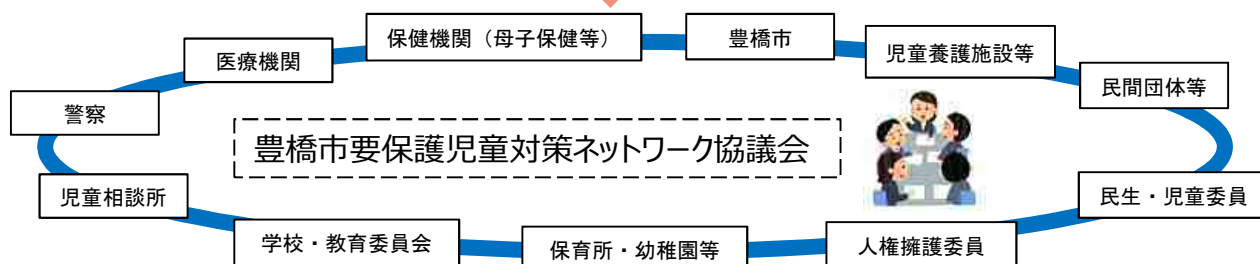 保健機関（母子保健等）
豊橋市
児童養護施設等
医療機関
民間団体等
警察
豊橋市要保護児童対策ネットワーク協議会
児童相談所
民生・児童委員
学校・教育委員会
保育所・幼稚園等
人権擁護委員